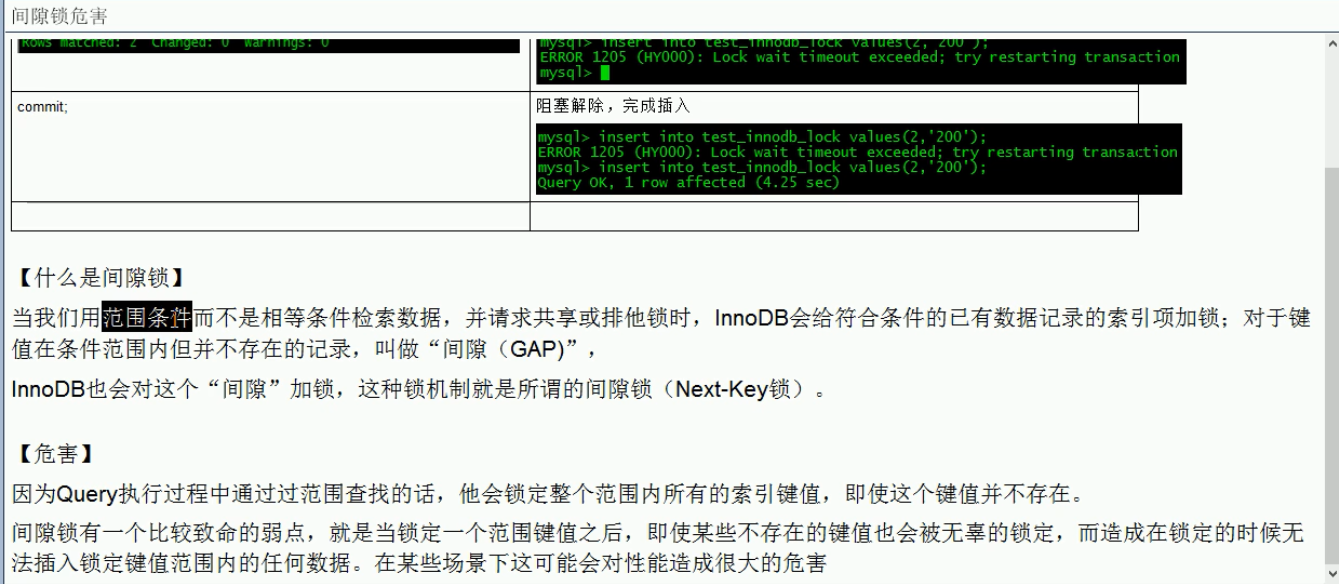 间隙锁危害
Rows matched: 2  Changed: 0  Warnings: 0
mysql> insert into test_innodb_lock values(2,'200');
ERROR 1205 (HY000): Lock wait timeout exceeded; try restarting transaction
mysql>
commit;
阻塞解除，完成插入
mysql> insert into test_innodb_lock values(2,'200');
ERROR 1205 (HY000): Lock wait timeout exceeded; try restarting transaction
mysql> insert into test_innodb_lock values(2,'200');
Query OK, 1 row affected (4.25 sec)
【什么是间隙锁】
当我们用范围条件而不是相等条件检索数据，并请求共享或排他锁时，InnoDB会给符合条件的已有数据记录的索引项加锁；对于键
值在条件范围内但并不存在的记录，叫做“间隙（GAP)”，
InnoDB也会对这个“间隙”加锁，这种锁机制就是所谓的间隙锁（Next-Key锁）。
【危害】
因为Query执行过程中通过过范围查找的话，他会锁定整个范围内所有的索引键值，即使这个键值并不存在。
间隙锁有一个比较致命的弱点，就是当锁定一个范围键值之后，即使某些不存在的键值也会被无辜的锁定，而造成在锁定的时候无
法插入锁定键值范围内的任何数据。在某些场景下这可能会对性能造成很大的危害